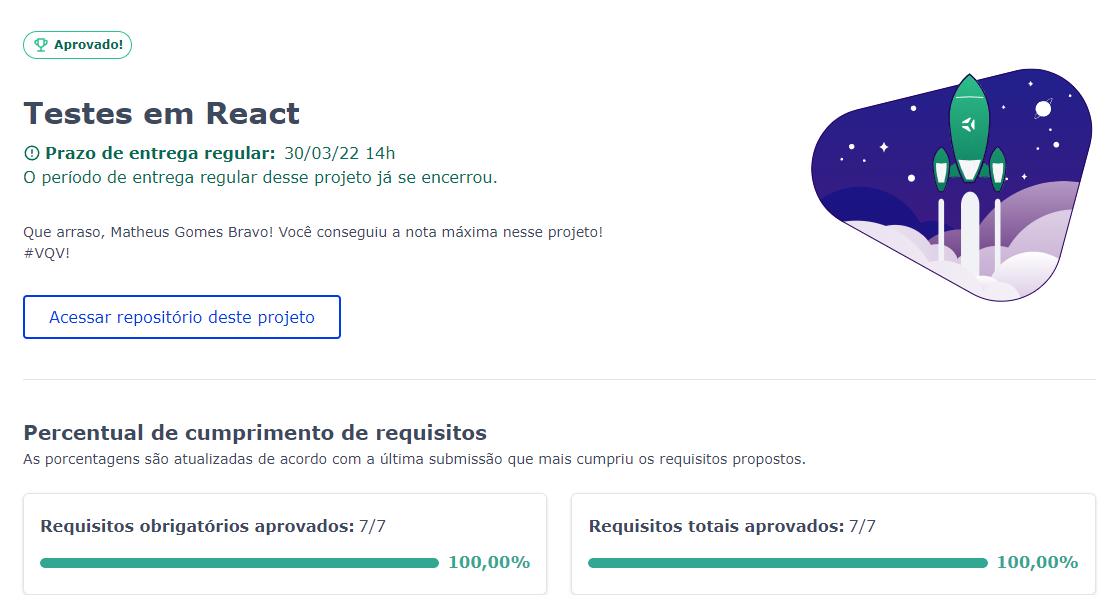 Aprovado!
Testes em React
Prazo de entrega regular: 30/03/22 14h
O período de entrega regular desse projeto já se encerrou.
Que arraso, Matheus Gomes Bravo! Você conseguiu a nota máxima nesse projeto!
#VQV!
Acessar repositório deste projeto
Percentual de cumprimento de requisitos
As porcentagens são atualizadas de acordo com a última submissão que mais cumpriu os requisitos propostos.
Requisitos obrigatórios aprovados: 7/7
100,00%
Requisitos totais aprovados: 7/7
100,00%